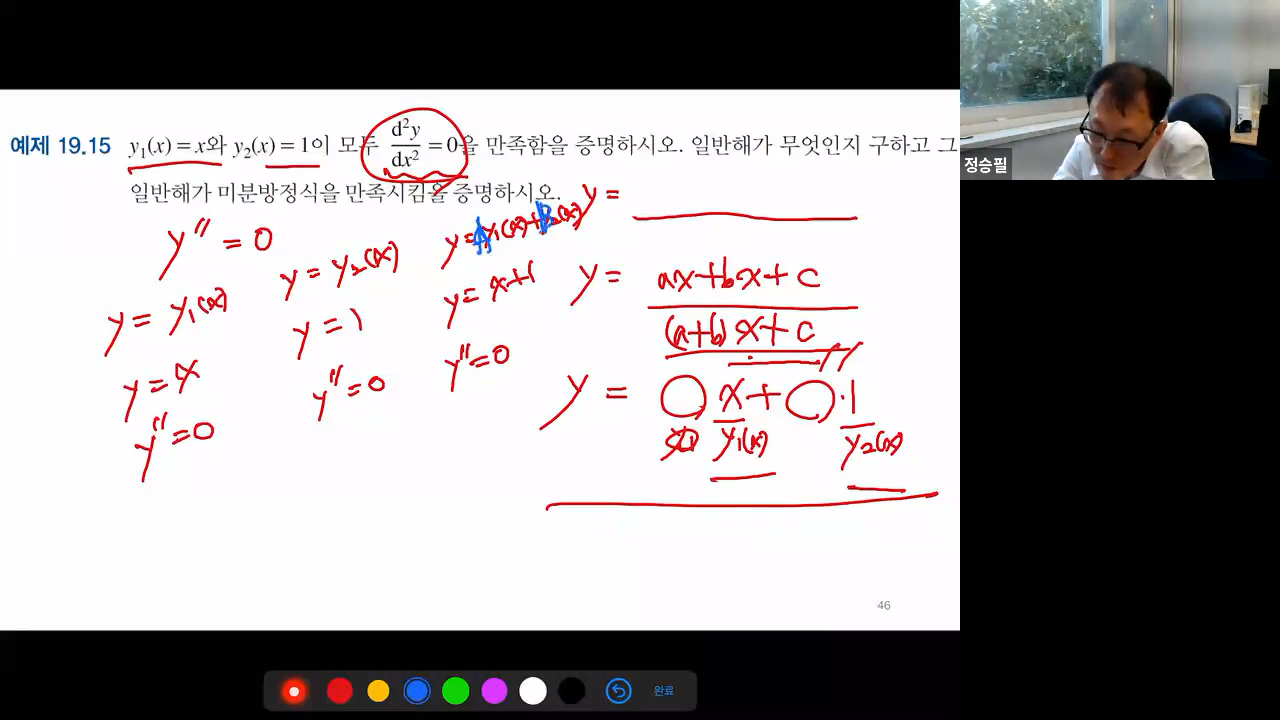 예제 19.15 y₁(x) = x와 y₂(x) = 1이 모두 d²y/dx² = 0을 만족함을 증명하시오. 일반해가 무엇인지 구하고 그
일반해가 미분방정식을 만족시킴을 증명하시오.
정승필
y'' = 0
y = y₁(x)
y = x
y'' = 0
y = y₂(x)
y = 1
y'' = 0
y = Ay₁(x)+By₂(x)
y = x+1
y'' = 0
y =
y = ax+bx+c
(a+b)x+c
y = ○x+○·1
y₁(x) y₂(x)
46
완료